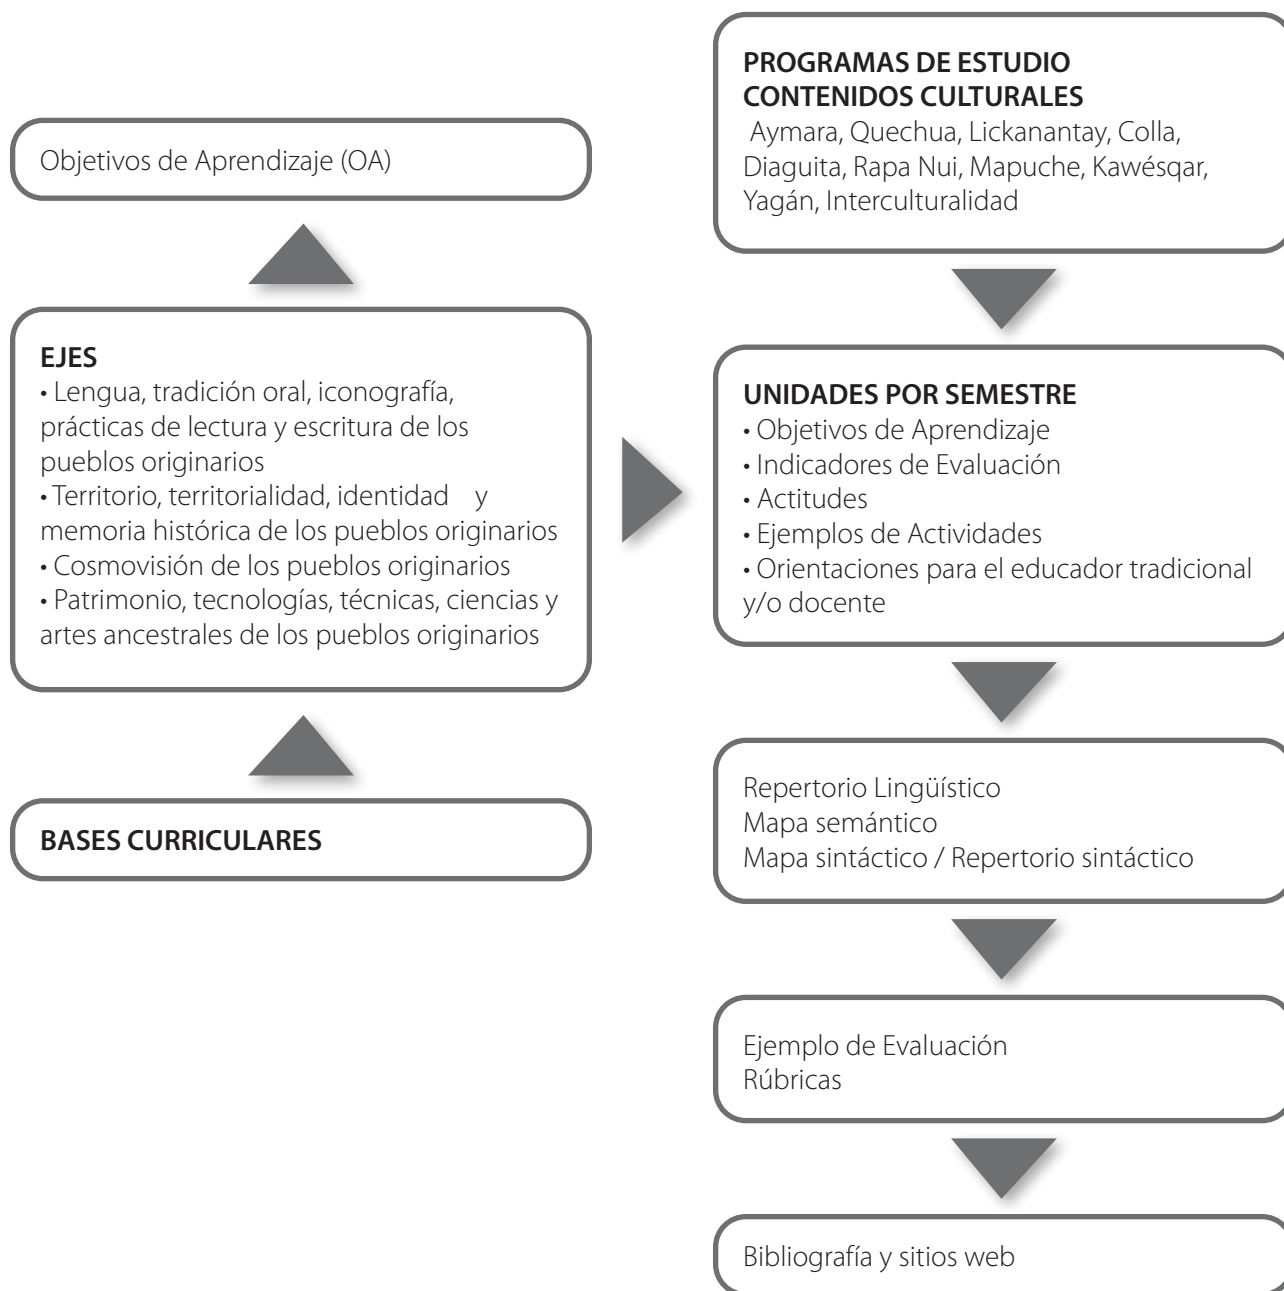 Objetivos de Aprendizaje (OA)
EJES
• Lengua, tradición oral, iconografía,
prácticas de lectura y escritura de los
pueblos originarios
• Territorio, territorialidad, identidad y
memoria histórica de los pueblos originarios
• Cosmovisión de los pueblos originarios
• Patrimonio, tecnologías, técnicas, ciencias y
artes ancestrales de los pueblos originarios
BASES CURRICULARES
PROGRAMAS DE ESTUDIO
CONTENIDOS CULTURALES
Aymara, Quechua, Lickanantay, Colla,
Diaguita, Rapa Nui, Mapuche, Kawésqar,
Yagán, Interculturalidad
UNIDADES POR SEMESTRE
• Objetivos de Aprendizaje
• Indicadores de Evaluación
• Actitudes
• Ejemplos de Actividades
• Orientaciones para el educador tradicional
y/o docente
Repertorio Lingüístico
Mapa semántico
Mapa sintáctico / Repertorio sintáctico
Ejemplo de Evaluación
Rúbricas
Bibliografía y sitios web